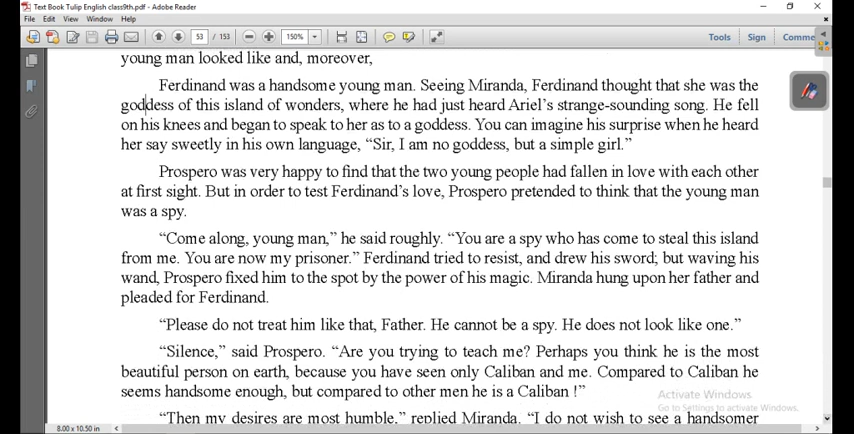 Text Book Tulip English class9th.pdf - Adobe Reader
File Edit View Window Help
53 / 153 150% Tools Sign Comme
young man looked like and, moreover,
Ferdinand was a handsome young man. Seeing Miranda, Ferdinand thought that she was the
goddess of this island of wonders, where he had just heard Ariel's strange-sounding song. He fell
on his knees and began to speak to her as to a goddess. You can imagine his surprise when he heard
her say sweetly in his own language, “Sir, I am no goddess, but a simple girl.”
Prospero was very happy to find that the two young people had fallen in love with each other
at first sight. But in order to test Ferdinand's love, Prospero pretended to think that the young man
was a spy.
“Come along, young man,” he said roughly. “You are a spy who has come to steal this island
from me. You are now my prisoner.” Ferdinand tried to resist, and drew his sword; but waving his
wand, Prospero fixed him to the spot by the power of his magic. Miranda hung upon her father and
pleaded for Ferdinand.
“Please do not treat him like that, Father. He cannot be a spy. He does not look like one.”
“Silence,” said Prospero. “Are you trying to teach me? Perhaps you think he is the most
beautiful person on earth, because you have seen only Caliban and me. Compared to Caliban he
seems handsome enough, but compared to other men he is a Caliban !”
Activate Windows
Go to Settings to activate Windows.
“Then my desires are most humble,” replied Miranda. “I do not wish to see a handsomer
8.00 x 10.50 in